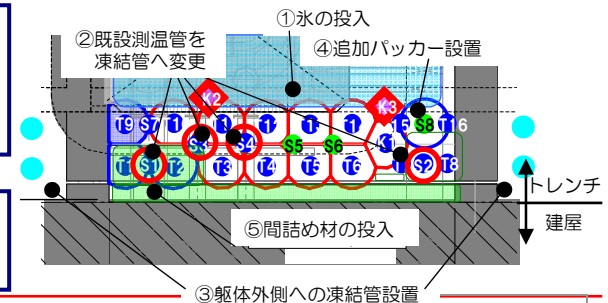 ①氷の投入
②既設測温管を
凍結管へ変更
④追加パッカー設置
K2
K3
T9 S7 S8 T16
S3 S4 S5 S6
S1 T2 T3 T4 T5 T6 S2 T8
トレンチ
建屋
⑤間詰め材の投入
③躯体外側への凍結管設置